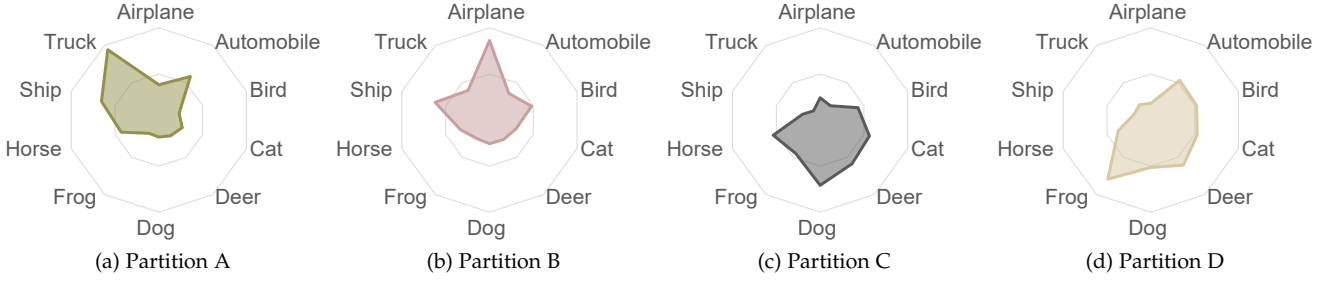 Airplane
Truck
Automobile
Ship
Bird
Horse
Cat
Frog
Deer
Dog
(a) Partition A
Airplane
Truck
Automobile
Ship
Bird
Horse
Cat
Frog
Deer
Dog
(b) Partition B
Airplane
Truck
Automobile
Ship
Bird
Horse
Cat
Frog
Deer
Dog
(c) Partition C
Airplane
Truck
Automobile
Ship
Bird
Horse
Cat
Frog
Deer
Dog
(d) Partition D